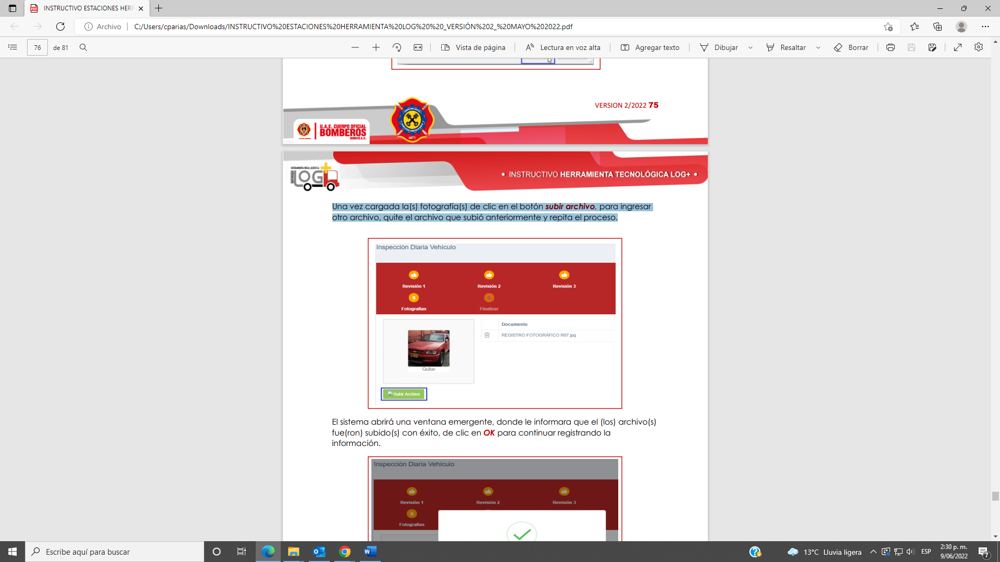 INSTRUCTIVO ESTACIONES HERR
Archivo
C:/Users/cparias/Downloads/INSTRUCTIVO%20ESTACIONES%20HERRAMIENTA%20LOG%20%20_VERSIÓN%202_%20MAYO%202022.pdf
76 de 81
Vista de página
Lectura en voz alta
Agregar texto
Dibujar
Resaltar
Borrar
VERSION 2/2022 75
U.A.E. CUERPO OFICIAL
BOMBEROS
BOGOTÁ D.C.
HERRAMIENTA MESA LOGÍSTICA
LOG
• INSTRUCTIVO HERRAMIENTA TECNOLÓGICA LOG+ •
Una vez cargada la(s) fotografía(s) de clic en el botón subir archivo, para ingresar
otro archivo, quite el archivo que subió anteriormente y repita el proceso.
Inspección Diaria Vehículo
Revisión 1
Revisión 2
Revisión 3
5
6
Fotografias
Finalizar
Documento
REGISTRO FOTOGRÁFICO R07.jpg
Quitar
Subir Archivo
El sistema abrirá una ventana emergente, donde le informara que el (los) archivo(s)
fue(ron) subido(s) con éxito, de clic en OK para continuar registrando la
información.
Inspección Diaria Vehículo
Revisión 1
Revisión 2
Revisión 3
5
Fotografias
Escribe aquí para buscar
13°C Lluvia ligera
ESP
2:30 p. m.
9/06/2022
7